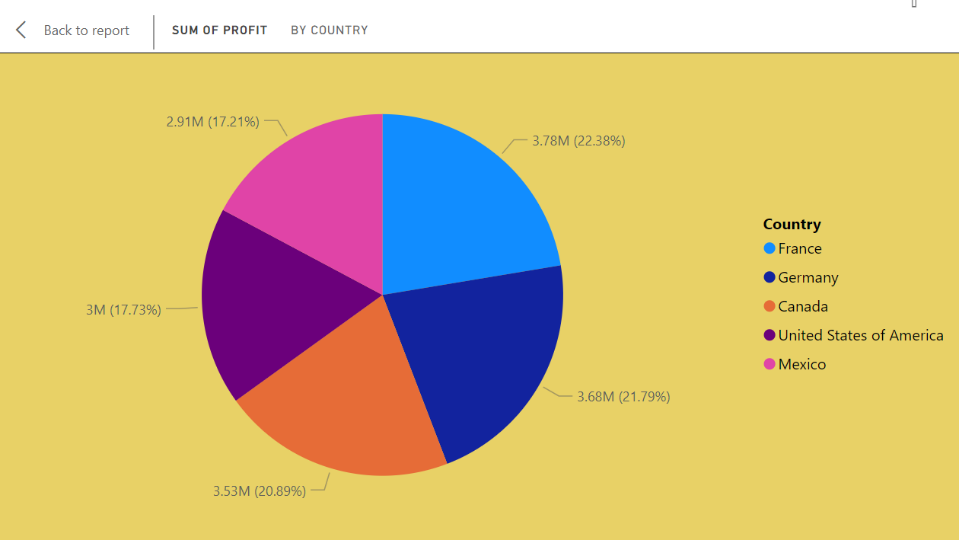 Back to report
SUM OF PROFIT
BY COUNTRY
2.91M (17.21%)
3.78M (22.38%)
3M (17.73%)
3.68M (21.79%)
3.53M (20.89%)
Country
France
Germany
Canada
United States of America
Mexico